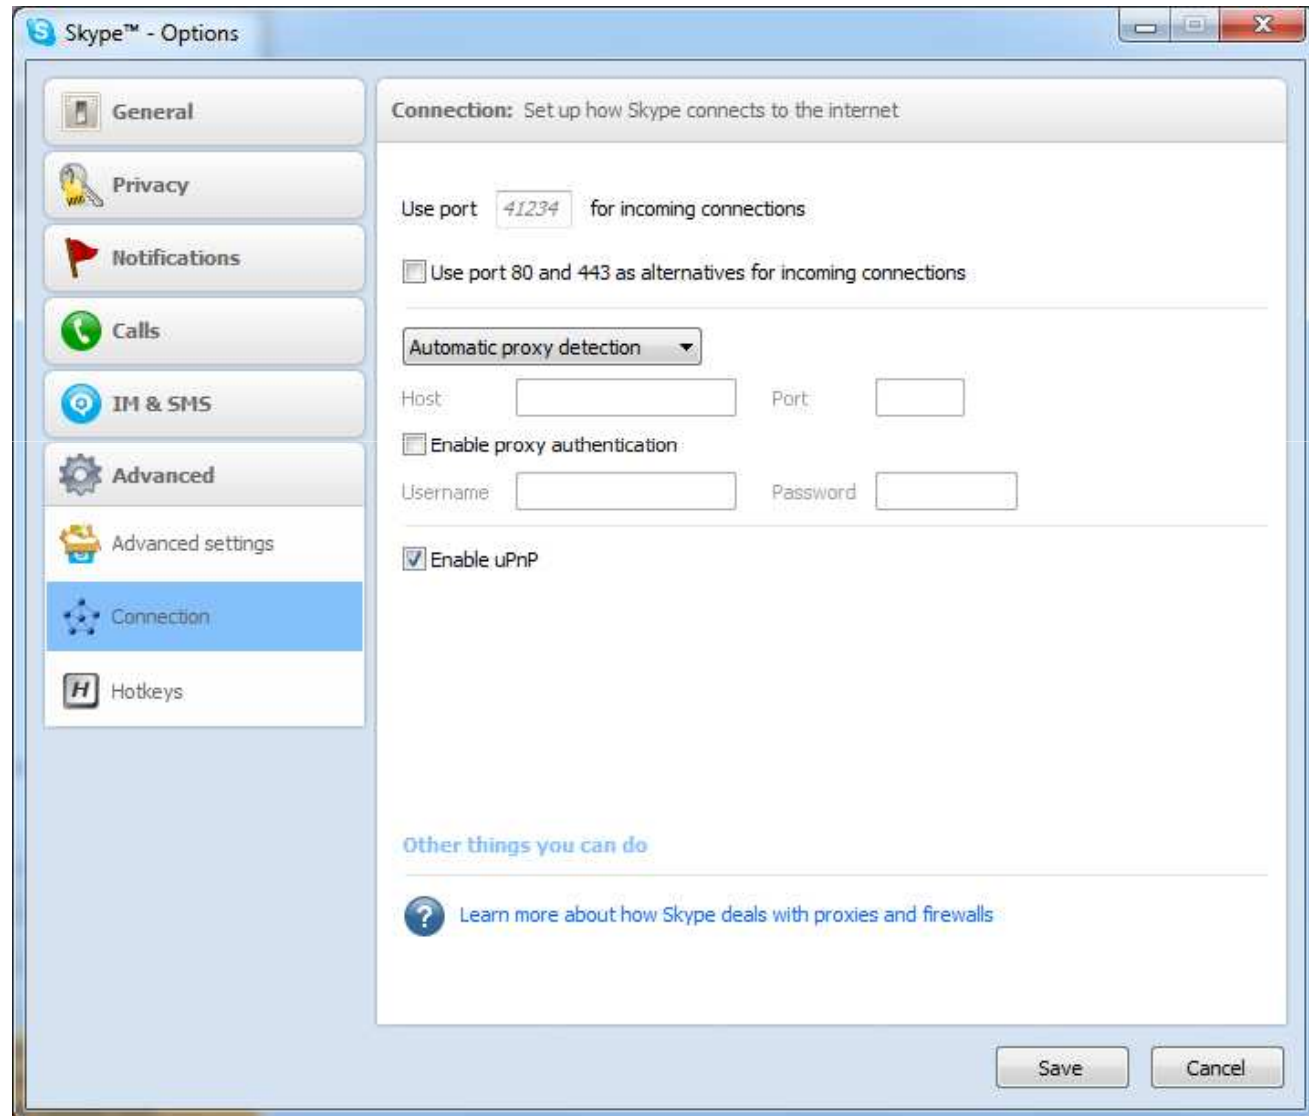 Skype™ - Options
General
Privacy
Notifications
Calls
IM & SMS
Advanced
Advanced settings
Connection
H Hotkeys
Connection: Set up how Skype connects to the internet
Use port 41234 for incoming connections
Use port 80 and 443 as alternatives for incoming connections
Automatic proxy detection
Host Port
Enable proxy authentication
Username Password
Enable uPnP
Other things you can do
? Learn more about how Skype deals with proxies and firewalls
Save Cancel